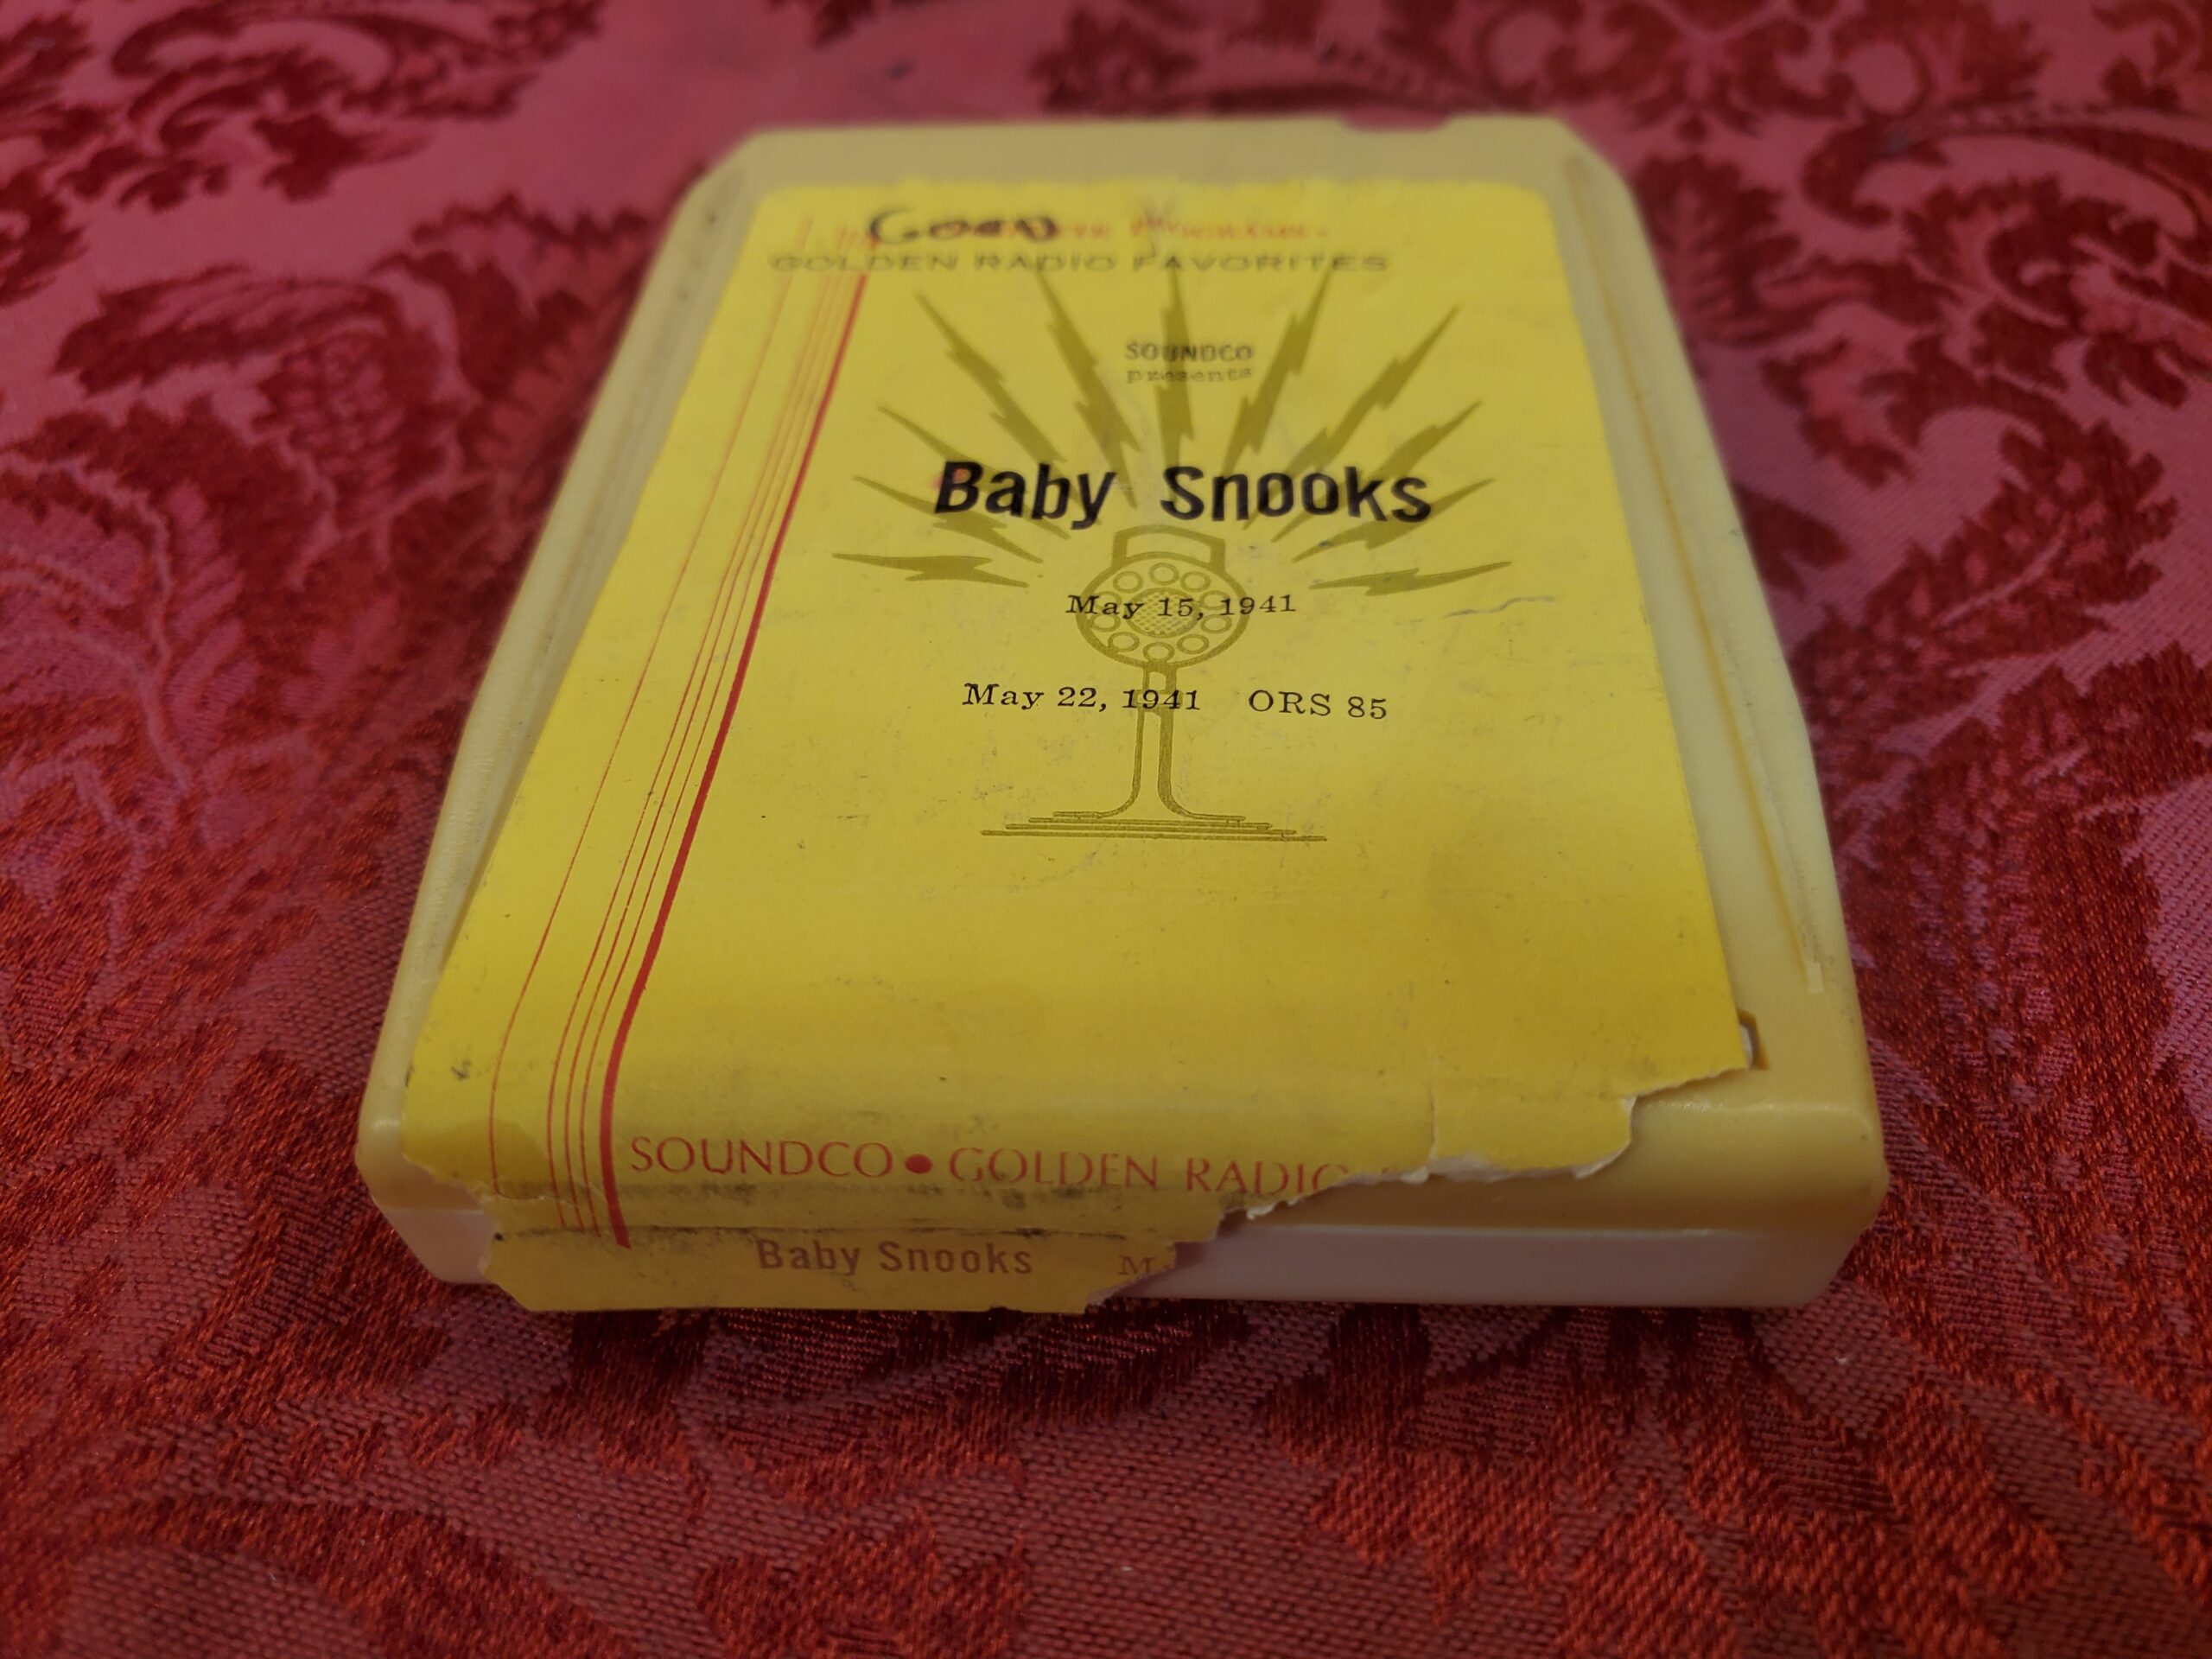 Good
GOLDEN RADIO FAVORITES
SOUNDCO
presents
Baby Snooks
May 15, 1941
May 22, 1941 ORS 85
SOUNDCO • GOLDEN RADIO
Baby Snooks